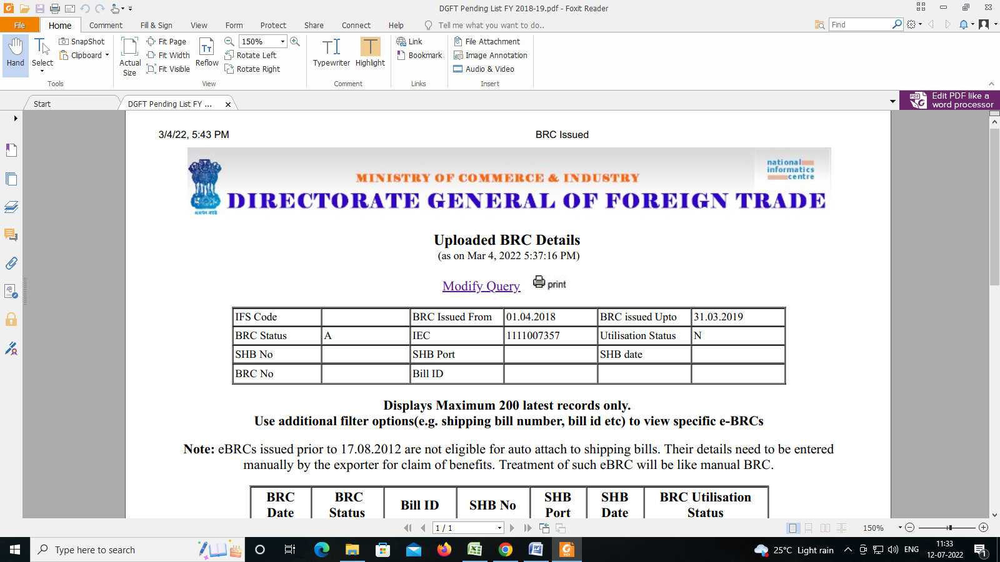 DGFT Pending List FY 2018-19.pdf - Foxit Reader
File Home Comment Fill & Sign View Form Protect Share Connect Help Tell me what you want to do.. Find
Hand
Select
SnapShot
Clipboard
Tools
Actual Size
Fit Page
Fit Width
Fit Visible
Reflow
150%
Rotate Left
Rotate Right
View
Typewriter
Highlight
Comment
Link
Bookmark
Links
File Attachment
Image Annotation
Audio & Video
Insert
Start
DGFT Pending List FY ...
Edit PDF like a
word processor
3/4/22, 5:43 PM BRC Issued
national
informatics
centre
MINISTRY OF COMMERCE & INDUSTRY
DIRECTORATE GENERAL OF FOREIGN TRADE
सत्यमेव जयते
Uploaded BRC Details
(as on Mar 4, 2022 5:37:16 PM)
Modify Query print
IFS Code BRC Issued From 01.04.2018 BRC issued Upto 31.03.2019
BRC Status A IEC 1111007357 Utilisation Status N
SHB No SHB Port SHB date
BRC No Bill ID
Displays Maximum 200 latest records only.
Use additional filter options(e.g. shipping bill number, bill id etc) to view specific e-BRCs
Note: eBRCs issued prior to 17.08.2012 are not eligible for auto attach to shipping bills. Their details need to be entered
manually by the exporter for claim of benefits. Treatment of such eBRC will be like manual BRC.
BRC Date BRC Status Bill ID SHB No SHB Port SHB Date BRC Utilisation Status
1 / 1
150%
Type here to search
25°C Light rain
ENG
11:33
12-07-2022
1